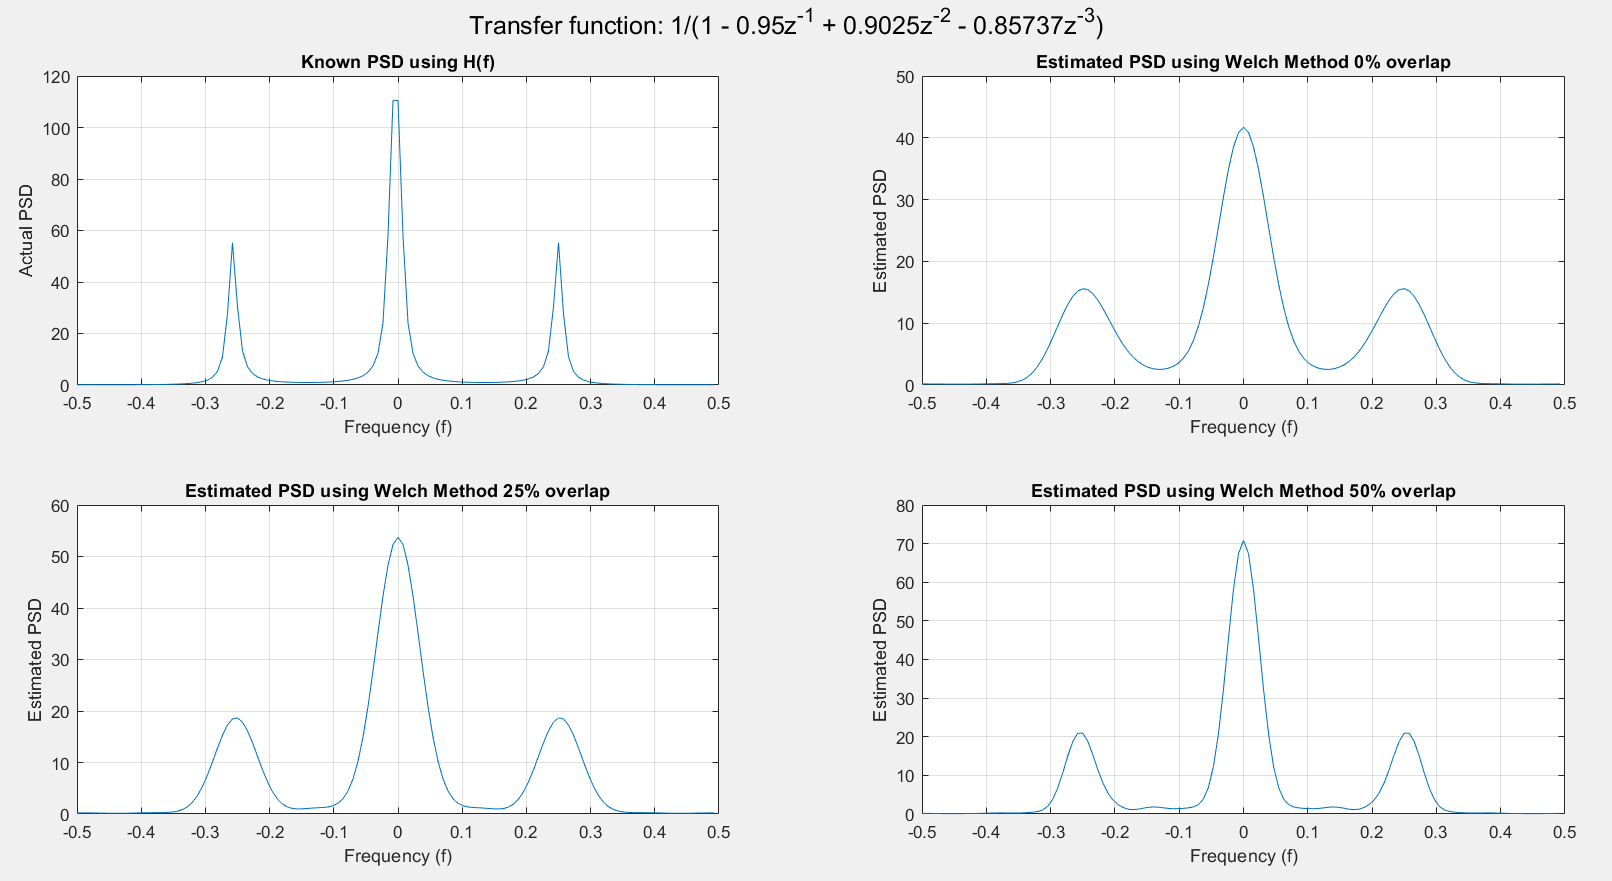 Transfer function: 1/(1 - 0.95z^-1 + 0.9025z^-2 - 0.85737z^-3)
Known PSD using H(f)
120
100
80
60
40
20
0
Actual PSD
-0.5 -0.4 -0.3 -0.2 -0.1 0 0.1 0.2 0.3 0.4 0.5
Frequency (f)
Estimated PSD using Welch Method 0% overlap
50
40
30
20
10
0
Estimated PSD
-0.5 -0.4 -0.3 -0.2 -0.1 0 0.1 0.2 0.3 0.4 0.5
Frequency (f)
Estimated PSD using Welch Method 25% overlap
60
50
40
30
20
10
0
Estimated PSD
-0.5 -0.4 -0.3 -0.2 -0.1 0 0.1 0.2 0.3 0.4 0.5
Frequency (f)
Estimated PSD using Welch Method 50% overlap
80
70
60
50
40
30
20
10
0
Estimated PSD
-0.5 -0.4 -0.3 -0.2 -0.1 0 0.1 0.2 0.3 0.4 0.5
Frequency (f)